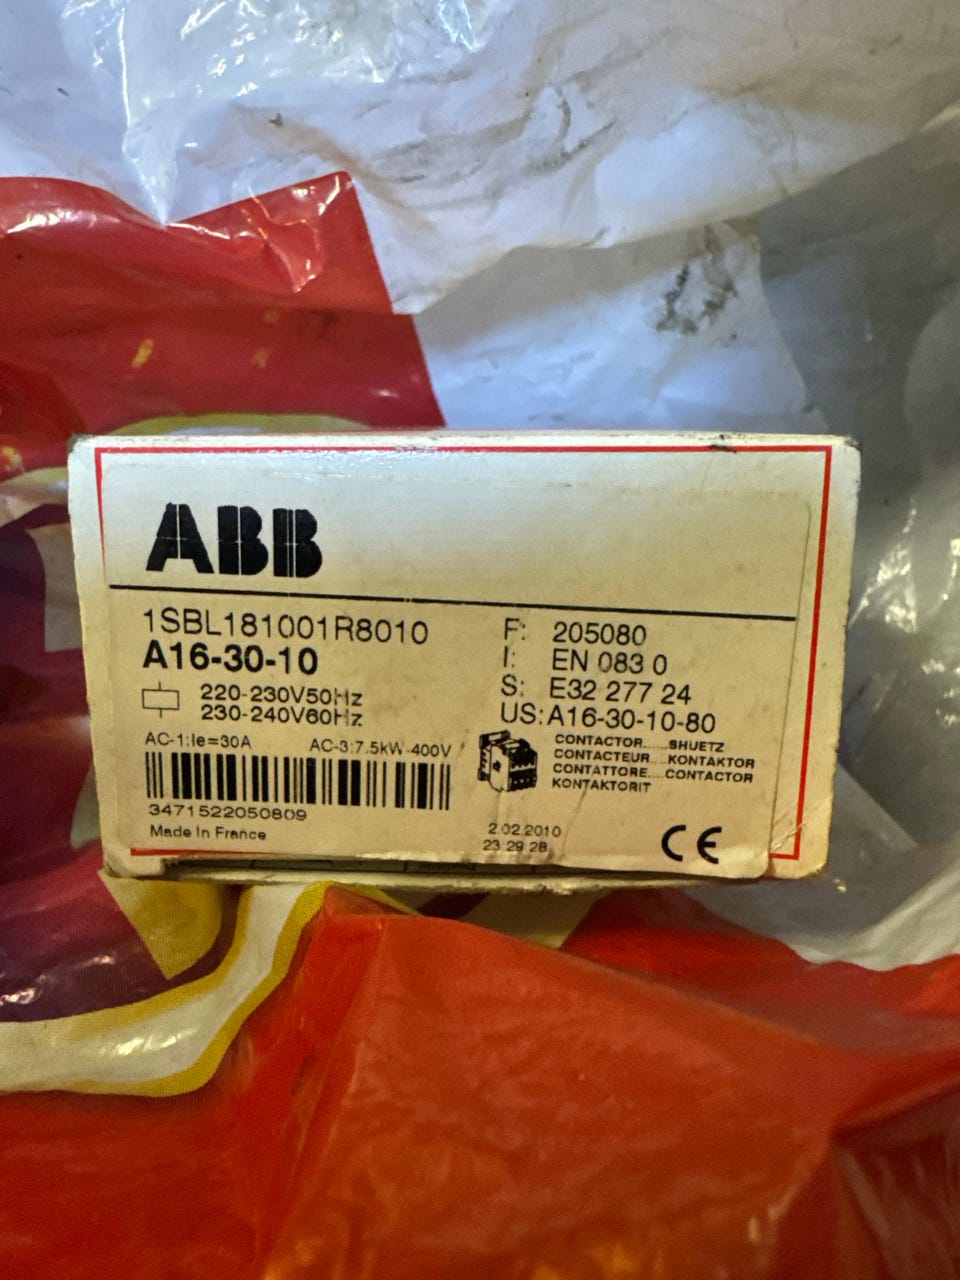 ABB
1SBL181001R8010
A16-30-10
220-230V50Hz
230-240V60Hz
AC-1:Ie=30A AC-3:7.5kW-400V
3471522050809
Made In France
F: 205080
I: EN 083 0
S: E32 277 24
US: A16-30-10-80
CONTACTOR.....SHUETZ
CONTACTEUR....KONTAKTOR
CONTATTORE....CONTACTOR
KONTAKTORIT
2.02.2010
23 29 28
CE